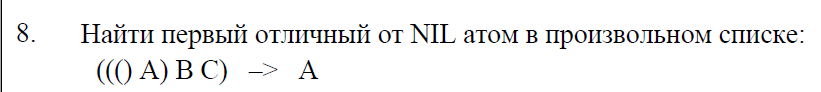 8. Найти первый отличный от NIL атом в произвольном списке:
((() A) B C) –> A